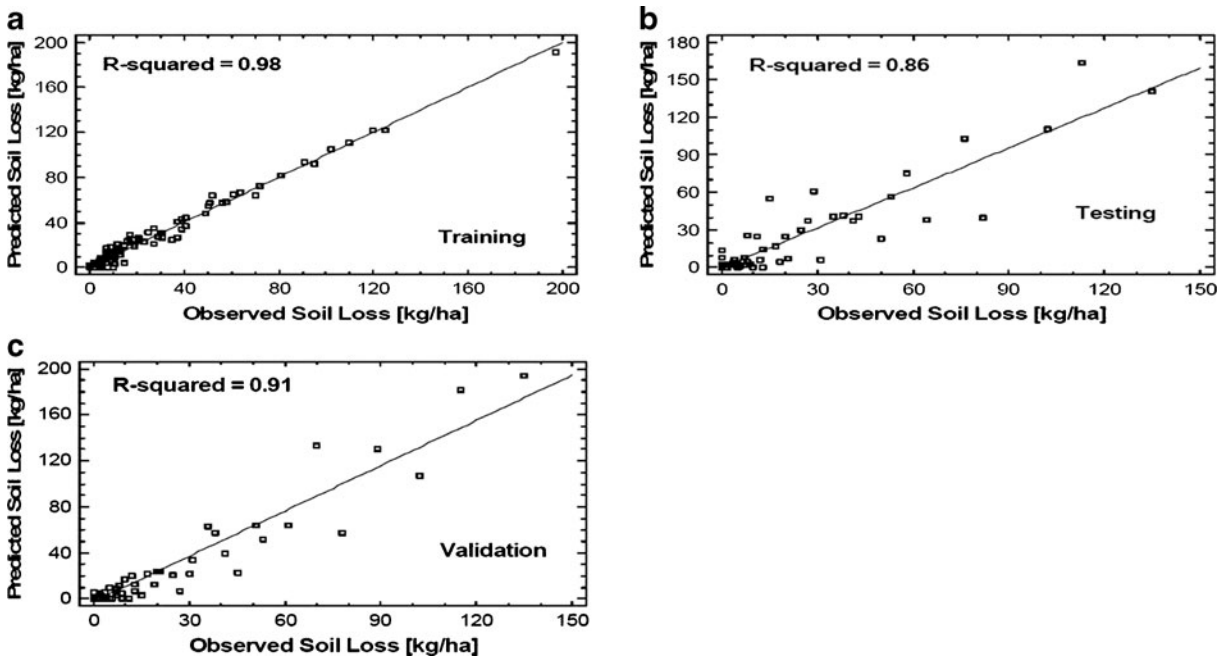 a
R-squared = 0.98
Predicted Soil Loss [kg/ha]
200
160
120
80
40
0
Training
0 40 80 120 160 200
Observed Soil Loss [kg/ha]
b
R-squared = 0.86
Predicted Soil Loss [kg/ha]
180
150
120
90
60
30
0
Testing
0 30 60 90 120 150
Observed Soil Loss [kg/ha]
c
R-squared = 0.91
Predicted Soil Loss [kg/ha]
200
160
120
80
40
0
Validation
0 30 60 90 120 150
Observed Soil Loss [kg/ha]